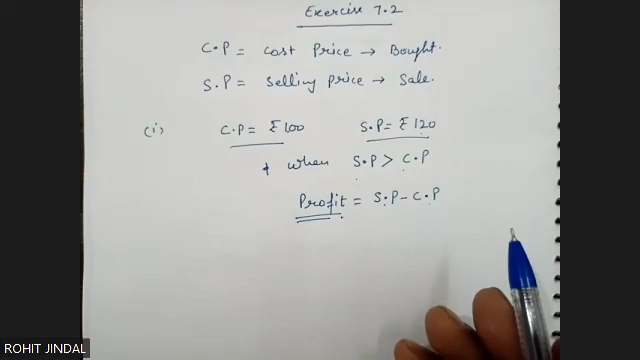 Exercise 7.2
C.P = Cost Price → Bought.
S.P = Selling Price → Sale.
(i) C.P = ₹100 S.P = ₹120
+ when S.P > C.P
Profit = S.P - C.P
ROHIT JINDAL